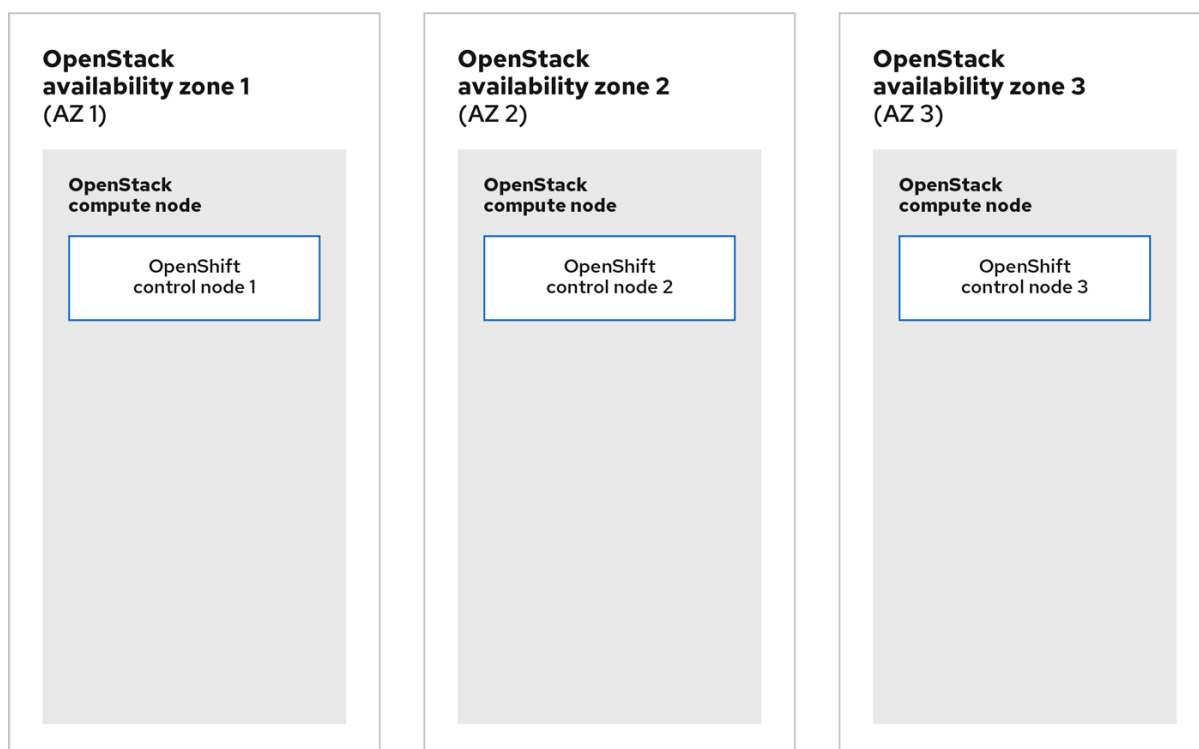 OpenStack
availability zone 1
(AZ 1)
OpenStack
compute node
OpenShift
control node 1
OpenStack
availability zone 2
(AZ 2)
OpenStack
compute node
OpenShift
control node 2
OpenStack
availability zone 3
(AZ 3)
OpenStack
compute node
OpenShift
control node 3